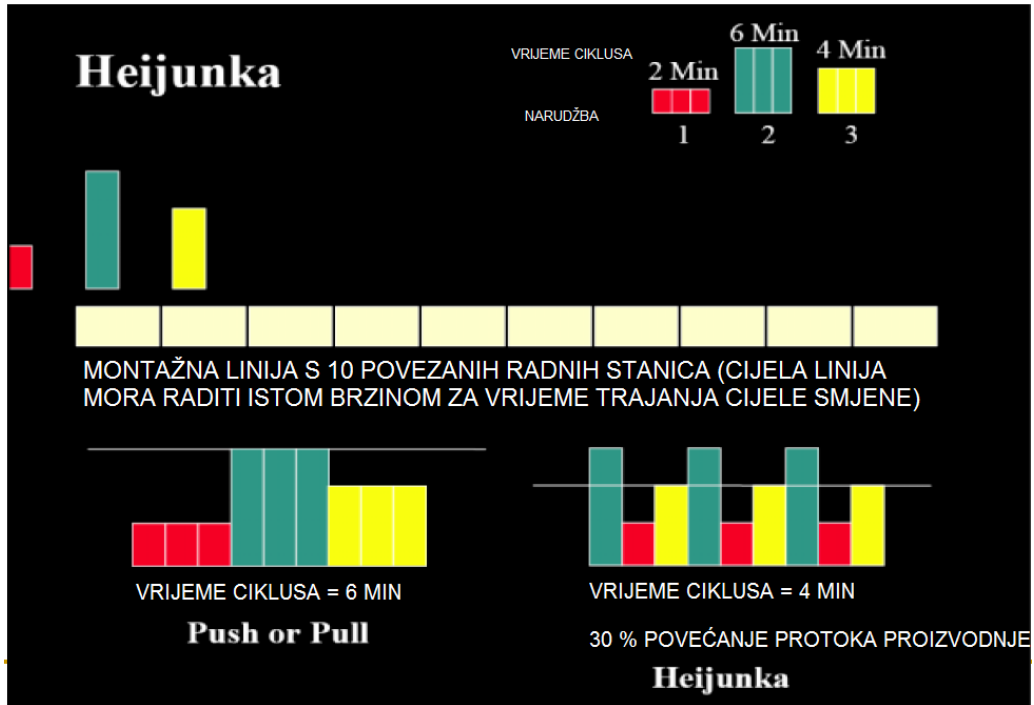 Heijunka
VRIJEME CIKLUSA
2 Min
6 Min
4 Min
NARUDŽBA
1
2
3
MONTAŽNA LINIJA S 10 POVEZANIH RADNIH STANICA (CIJELA LINIJA
MORA RADITI ISTOM BRZINOM ZA VRIJEME TRAJANJA CIJELE SMJENE)
VRIJEME CIKLUSA = 6 MIN
Push or Pull
VRIJEME CIKLUSA = 4 MIN
30 % POVEĆANJE PROTOKA PROIZVODNJE
Heijunka